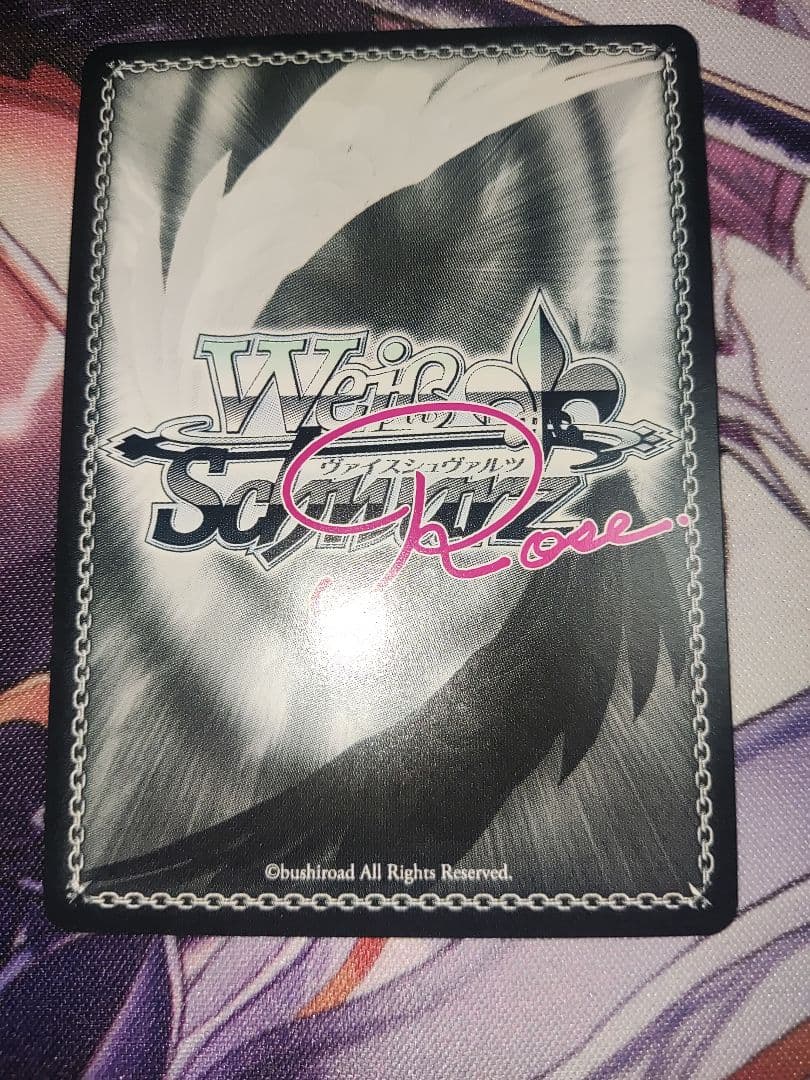 Weiß
ヴァイスシュヴァルツ
Schwarz
Rose.
©bushiroad All Rights Reserved.